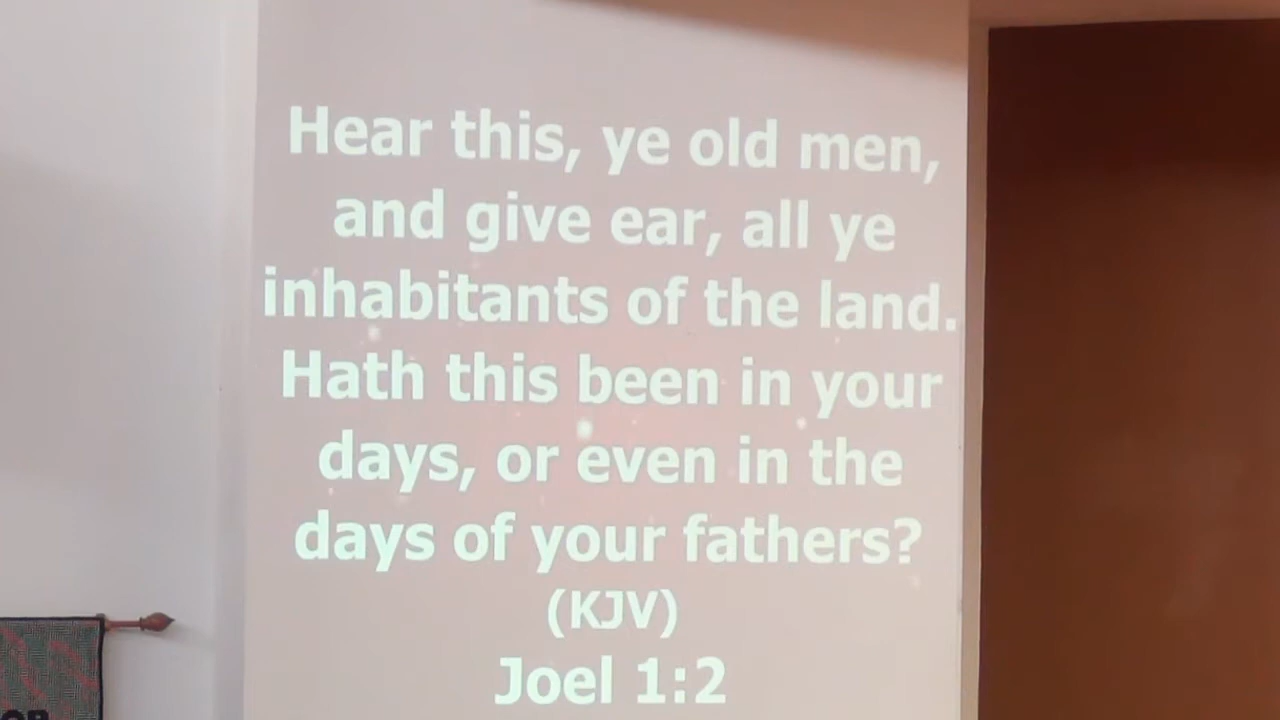 Hear this, ye old men,
and give ear, all ye
inhabitants of the land.
Hath this been in your
days, or even in the
days of your fathers?
(KJV)
Joel 1:2